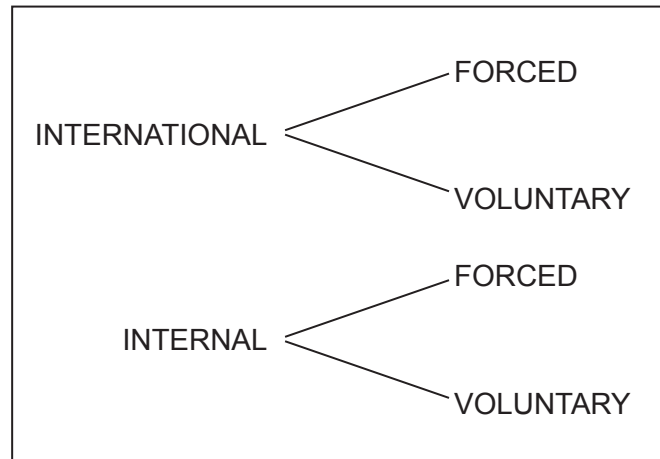 FORCED
INTERNATIONAL
VOLUNTARY
FORCED
INTERNAL
VOLUNTARY